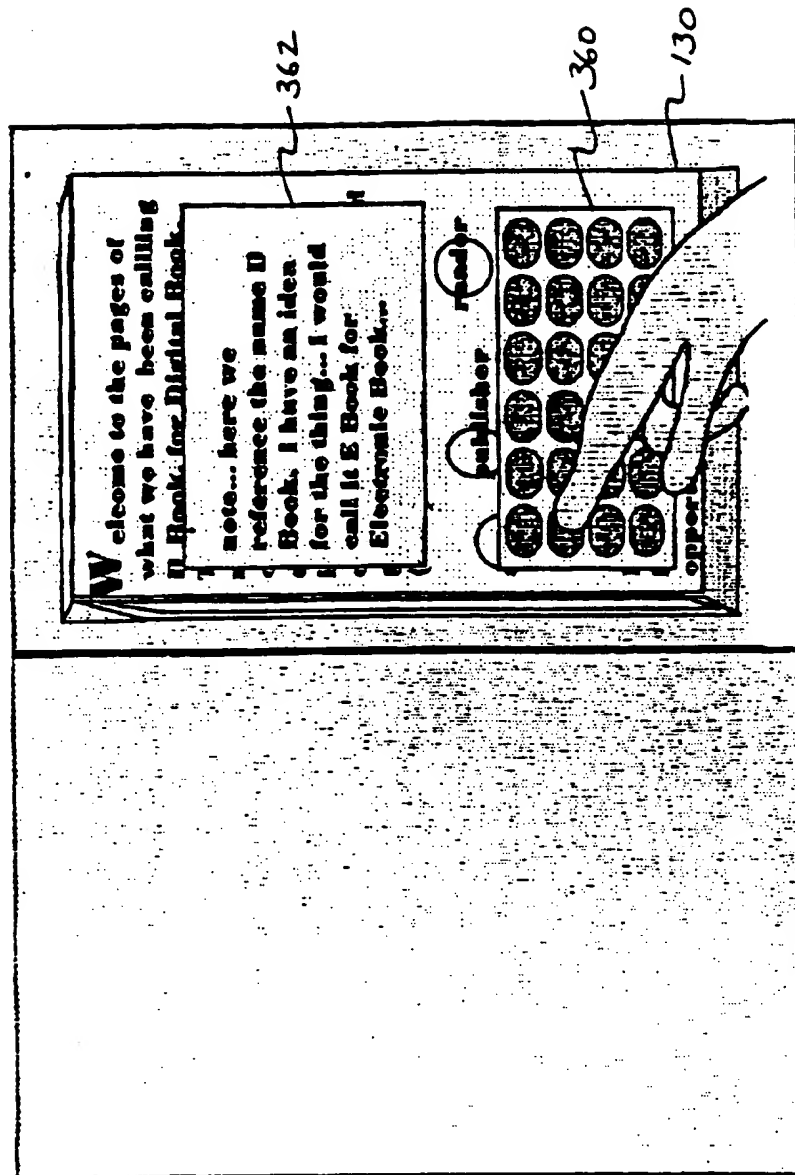 Welcome to the pages of
what we have been callling
D Book for Digital Book.
note... here we
reference the name D
Book. I have an idea
for the thing... I would
call it E Book for
Electronic Book...
publisher
reader
opper
362
360
130